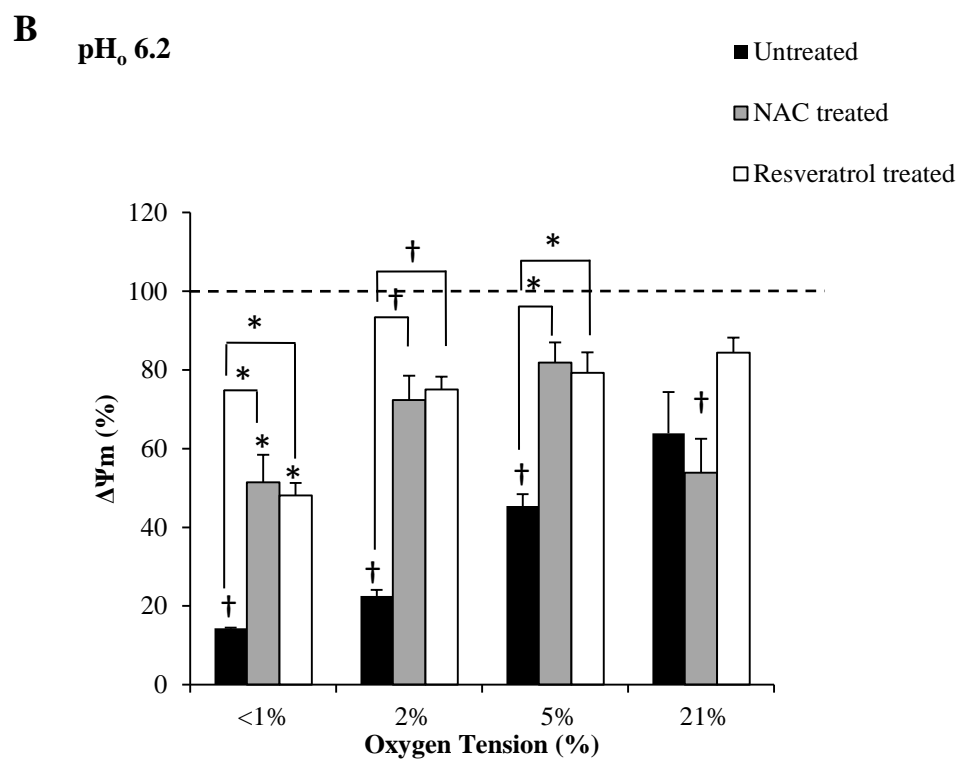 B
pHₒ 6.2
Untreated
NAC treated
Resveratrol treated
120
100
80
60
40
20
0
ΔΨm (%)
* * * *
† † †
* * †
†
<1%
2%
5%
21%
Oxygen Tension (%)